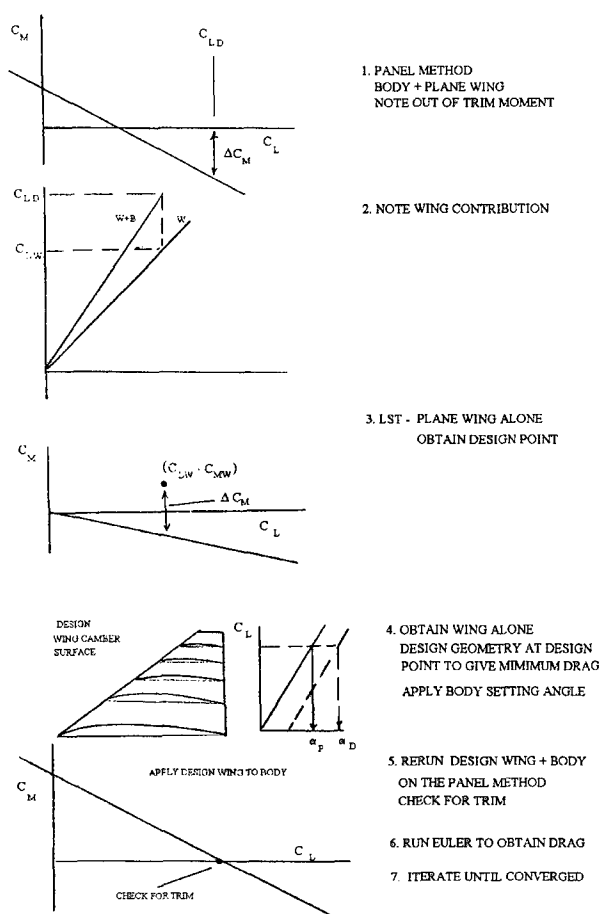 C_M
C_LD
1. PANEL METHOD
BODY + PLANE WING
NOTE OUT OF TRIM MOMENT
C_L
ΔC_M
C_LD
2. NOTE WING CONTRIBUTION
W+B
W
C_LW
3. LST - PLANE WING ALONE
OBTAIN DESIGN POINT
C_M
(C_LW . C_MW)
ΔC_M
C_L
DESIGN
WING CAMBER
SURFACE
C_L
4. OBTAIN WING ALONE
DESIGN GEOMETRY AT DESIGN
POINT TO GIVE MIMIMUM DRAG
APPLY BODY SETTING ANGLE
α_P
α_D
APPLY DESIGN WING TO BODY
5. RERUN DESIGN WING + BODY
ON THE PANEL METHOD
CHECK FOR TRIM
C_M
C_L
6. RUN EULER TO OBTAIN DRAG
7. ITERATE UNTIL CONVERGED
CHECK FOR TRIM